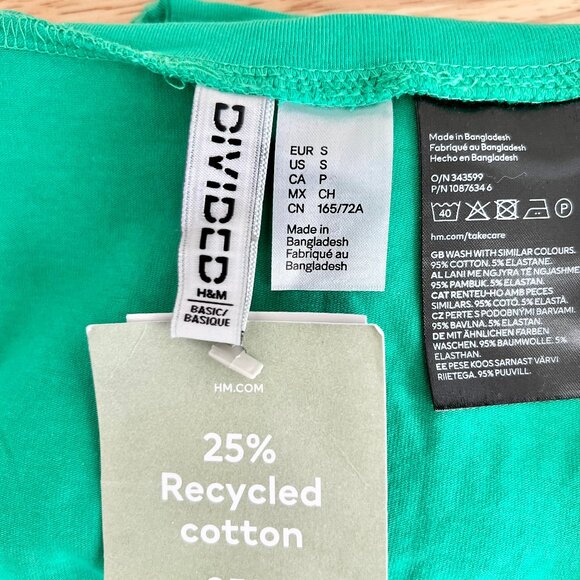 DIVIDED
H&M
BASIC/
BASIQUE
EUR S
US S
CA P
MX CH
CN 165/72A
Made in
Bangladesh
Fabriqué au
Bangladesh
Made in Bangladesh
Fabriqué au Bangladesh
Hecho en Bangladesh
O/N 343599
P/N 1087634 6
40
P
hm.com/takecare
GB WASH WITH SIMILAR COLOURS.
95% COTTON. 5% ELASTANE.
AL LANI ME NGJYRA TË NGJASHME
95% PAMBUK. 5% ELASTAN.
CAT RENTEU-HO AMB PECES
SIMILARS. 95% COTÓ. 5% ELASTÀ.
CZ PERTE S PODOBNÝMI BARVAMI.
95% BAVLNA. 5% ELASTAN.
DE MIT ÄHNLICHEN FARBEN
WASCHEN. 95% BAUMWOLLE. 5%
ELASTHAN.
EE PESE KOOS SARNAST VÄRVI
RIIETEGA. 95% PUUVILL.
HM.COM
25%
Recycled
cotton